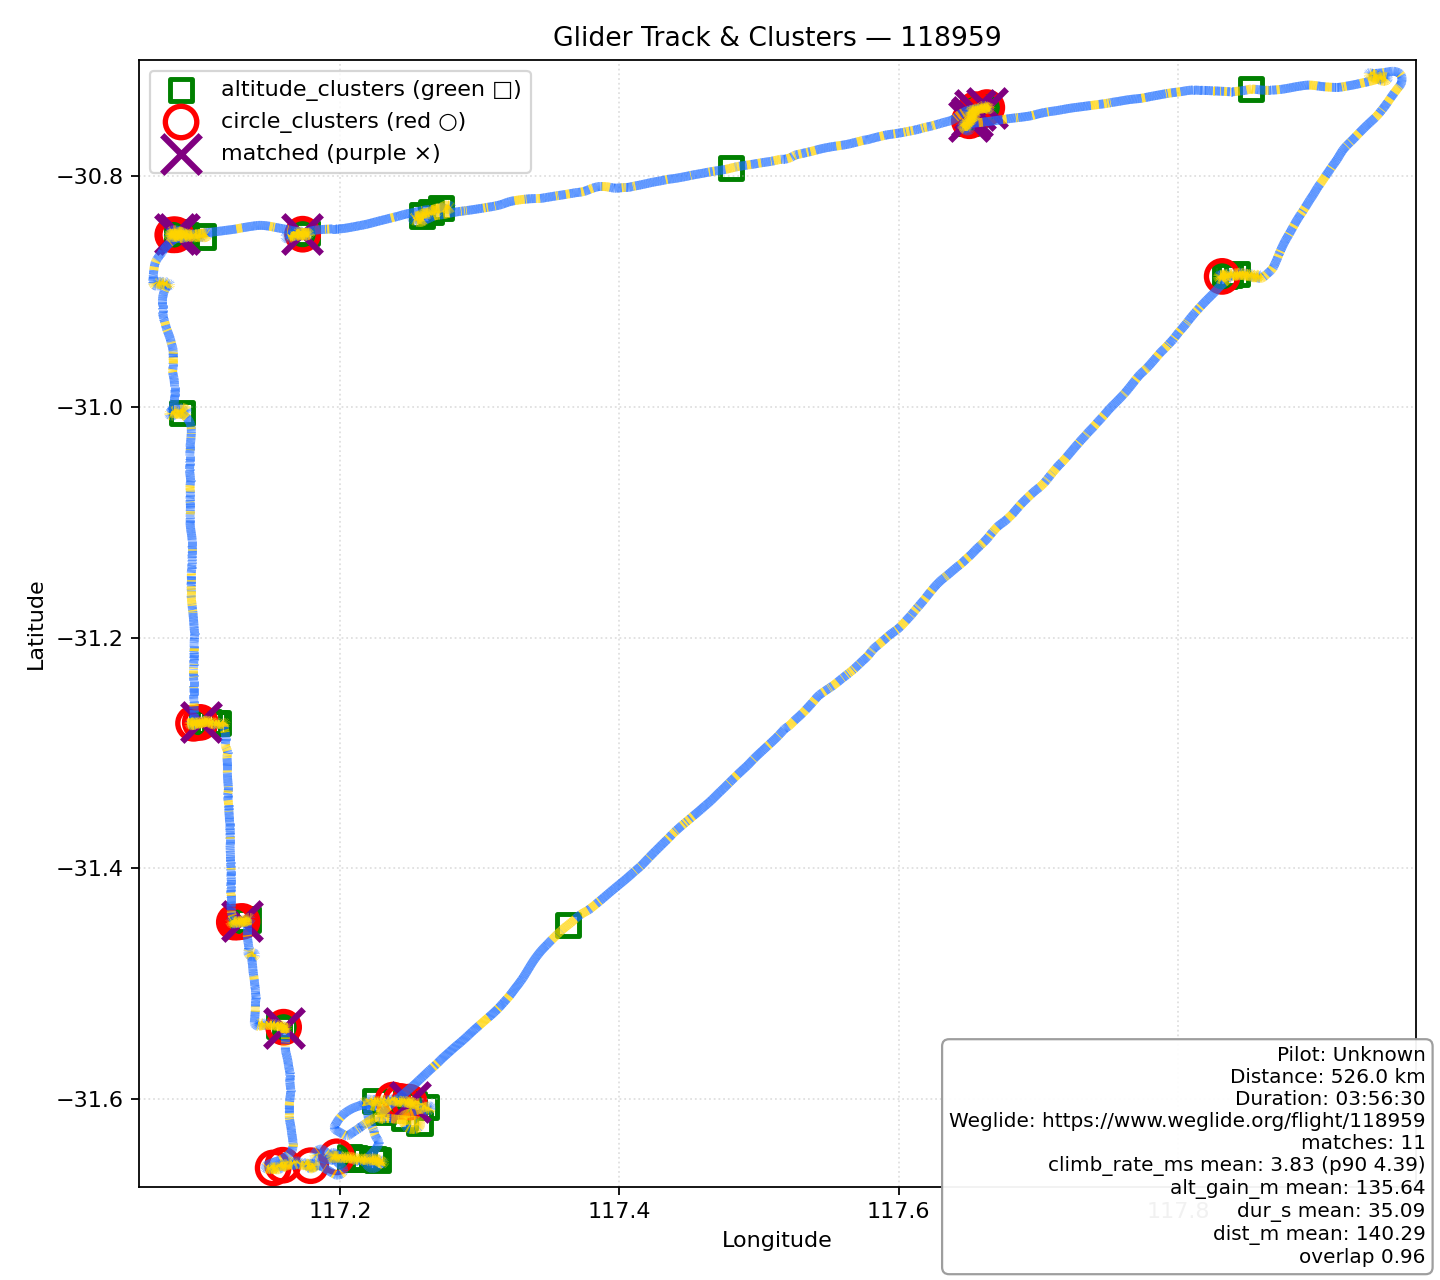 Glider Track & Clusters — 118959
altitude_clusters (green □)
circle_clusters (red ○)
matched (purple ×)
−30.8
−31.0
−31.2
−31.4
−31.6
Latitude
117.2
117.4
117.6
117.8
Longitude
Pilot: Unknown
Distance: 526.0 km
Duration: 03:56:30
Weglide: https://www.weglide.org/flight/118959
matches: 11
climb_rate_ms mean: 3.83 (p90 4.39)
alt_gain_m mean: 135.64
dur_s mean: 35.09
dist_m mean: 140.29
overlap 0.96